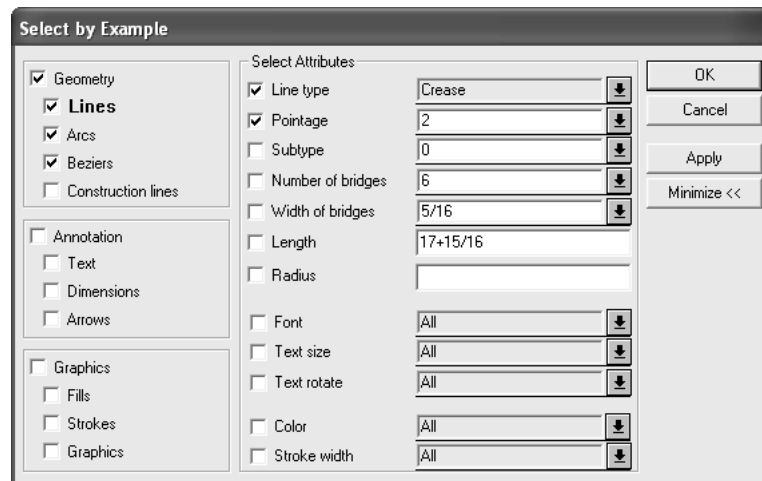 Select by Example
Geometry
Lines
Arcs
Beziers
Construction lines
Annotation
Text
Dimensions
Arrows
Graphics
Fills
Strokes
Graphics
Select Attributes
Line type Crease
Pointage 2
Subtype 0
Number of bridges 6
Width of bridges 5/16
Length 17+15/16
Radius
Font All
Text size All
Text rotate All
Color All
Stroke width All
OK
Cancel
Apply
Minimize <<